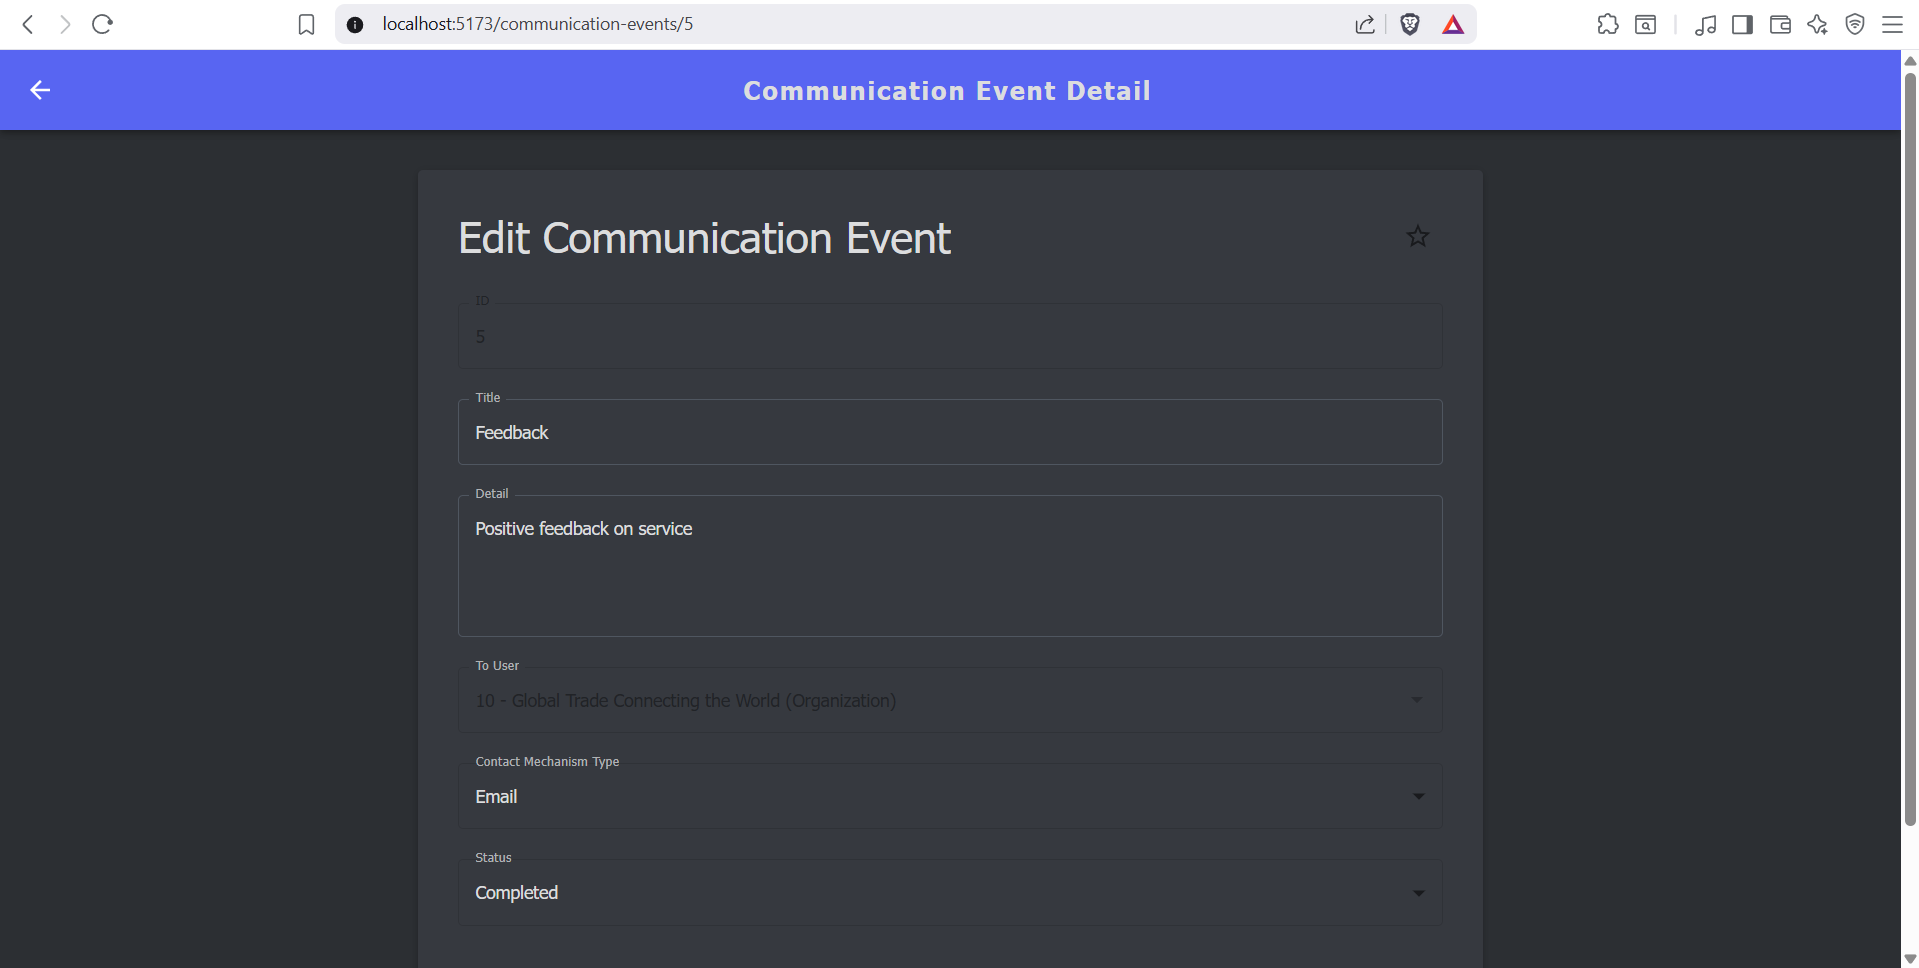 localhost:5173/communication-events/5
Communication Event Detail
Edit Communication Event
ID
5
Title
Feedback
Detail
Positive feedback on service
To User
10 - Global Trade Connecting the World (Organization)
Contact Mechanism Type
Email
Status
Completed